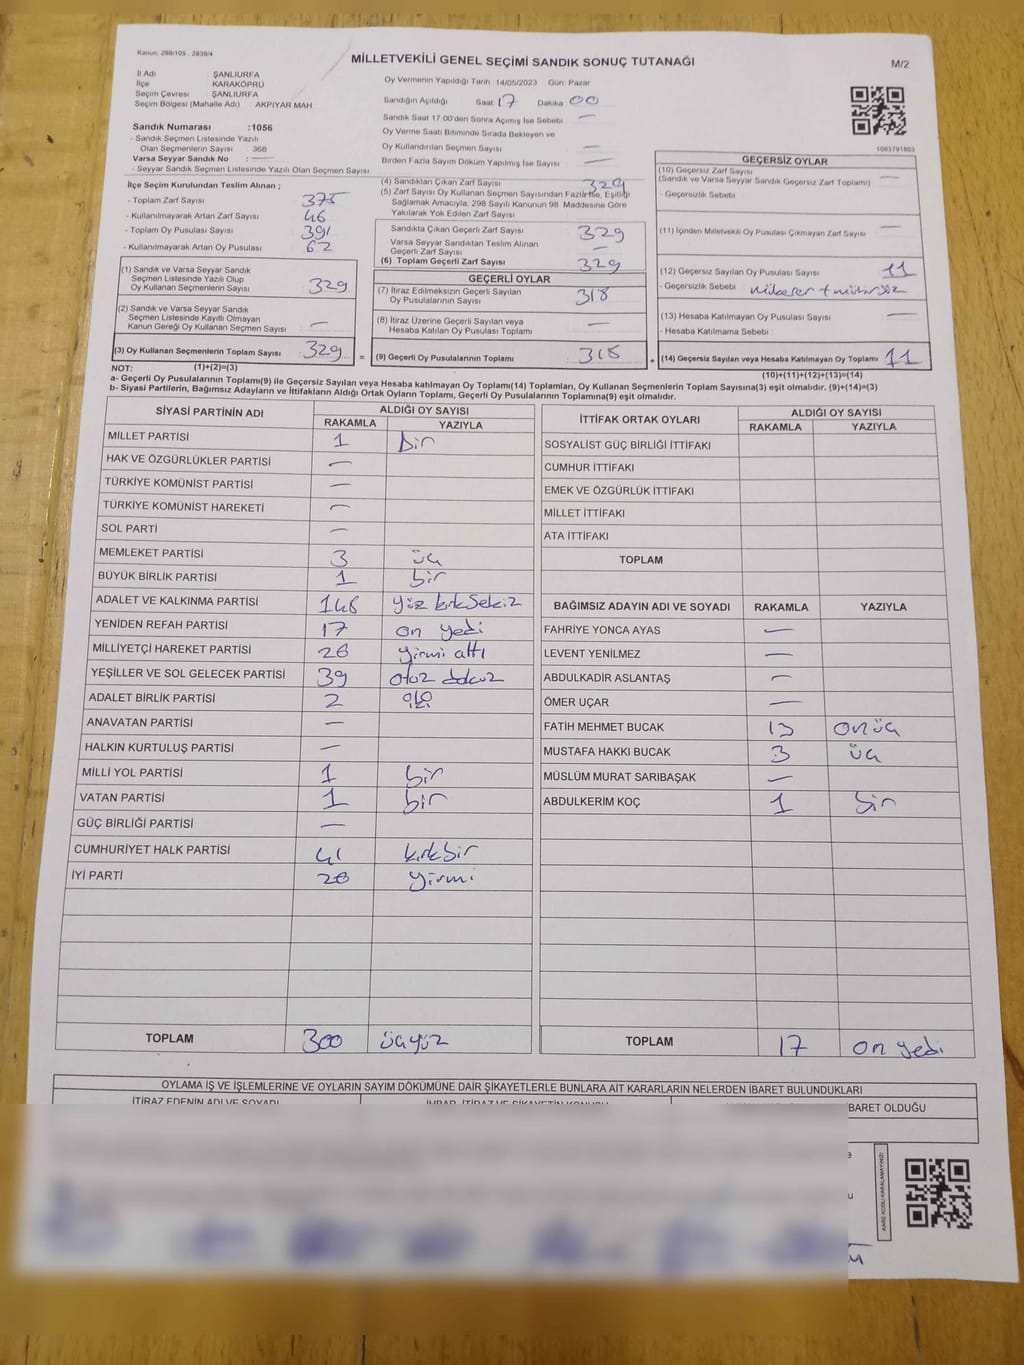 Kanun, 298/105 , 2839/4
MİLLETVEKİLİ GENEL SEÇİMİ SANDIK SONUÇ TUTANAĞI
M/2
İl Adı ŞANLIURFA
İlçe KARAKÖPRÜ
Seçim Çevresi ŞANLIURFA
Seçim Bölgesi (Mahalle Adı) AKPIYAR MAH
Oy Vermenin Yapıldığı Tarih :14/05/2023 Gün: Pazar
Sandığın Açıldığı Saat 17 Dakika 00
Sandık Saat 17:00'den Sonra Açımış İse Sebebi —
Oy Verme Saati Bitiminde Sırada Bekleyen ve
Oy Kullandırılan Seçmen Sayısı —
Birden Fazla Sayım Döküm Yapılmış İse Sayısı —
1083791603
Sandık Numarası :1056
- Sandık Seçmen Listesinde Yazılı
Olan Seçmenlerin Sayısı 368
Varsa Seyyar Sandık No : —
- Seyyar Sandık Seçmen Listesinde Yazılı Olan Seçmen Sayısı
İlçe Seçim Kurulundan Teslim Alınan ;
- Toplam Zarf Sayısı 375
- Kullanılmayarak Artan Zarf Sayısı 46
- Toplam Oy Pusulası Sayısı 391
- Kullanılmayarak Artan Oy Pusulası 62
(1) Sandık ve Varsa Seyyar Sandık
Seçmen Listesinde Yazılı Olup
Oy Kullanan Seçmenlerin Sayısı 329
(2) Sandık ve Varsa Seyyar Sandık
Seçmen Listesinde Kayıtlı Olmayan
Kanun Gereği Oy Kullanan Seçmen Sayısı —
(3) Oy Kullanan Seçmenlerin Toplam Sayısı 329 =
(4) Sandıktan Çıkan Zarf Sayısı 329
(5) Zarf Sayısı Oy Kullanan Seçmen Sayısından Fazla İse, Eşitliği
Sağlamak Amacıyla, 298 Sayılı Kanunun 98. Maddesine Göre
Yakılarak Yok Edilen Zarf Sayısı
Sandıkta Çıkan Geçerli Zarf Sayısı 329
Varsa Seyyar Sandıktan Teslim Alınan
Geçerli Zarf Sayısı —
(6) Toplam Geçerli Zarf Sayısı 329
GEÇERLİ OYLAR
(7) İtiraz Edilmeksizin Geçerli Sayılan
Oy Pusulalarının Sayısı 318
(8) İtiraz Üzerine Geçerli Sayılan veya
Hesaba Katılan Oy Pusulası Toplamı —
(9) Geçerli Oy Pusulalarının Toplamı 318 +
GEÇERSİZ OYLAR
(10) Geçersiz Zarf Sayısı
(Sandık ve Varsa Seyyar Sandık Geçersiz Zarf Toplamı) —
- Geçersizlik Sebebi
(11) İçinden Milletvekili Oy Pusulası Çıkmayan Zarf Sayısı —
(12) Geçersiz Sayılan Oy Pusulası Sayısı 11
- Geçersizlik Sebebi
(13) Hesaba Katılmayan Oy Pusulası Sayısı —
- Hesaba Katılmama Sebebi
(14) Geçersiz Sayılan veya Hesaba Katılmayan Oy Toplamı 11
NOT: (1)+(2)=(3) (10)+(11)+(12)+(13)=(14)
a- Geçerli Oy Pusulalarının Toplamı(9) ile Geçersiz Sayılan veya Hesaba katılmayan Oy Toplamı(14) Toplamları, Oy Kullanan Seçmenlerin Toplam Sayısına(3) eşit olmalıdır. (9)+(14)=(3)
b- Siyasi Partilerin, Bağımsız Adayların ve İttifakların Aldığı Ortak Oyların Toplamı, Geçerli Oy Pusulalarının Toplamına(9) eşit olmalıdır.
SİYASİ PARTİNİN ADI ALDIĞI OY SAYISI
RAKAMLA YAZIYLA
MİLLET PARTİSİ 1 bir
HAK VE ÖZGÜRLÜKLER PARTİSİ —
TÜRKİYE KOMÜNİST PARTİSİ —
TÜRKİYE KOMÜNİST HAREKETİ —
SOL PARTİ —
MEMLEKET PARTİSİ 3 üç
BÜYÜK BİRLİK PARTİSİ 1 bir
ADALET VE KALKINMA PARTİSİ 148 yüz kırksekiz
YENİDEN REFAH PARTİSİ 17 on yedi
MİLLİYETÇİ HAREKET PARTİSİ 26 yirmi altı
YEŞİLLER VE SOL GELECEK PARTİSİ 39 otuz dokuz
ADALET BİRLİK PARTİSİ 2 iki
ANAVATAN PARTİSİ —
HALKIN KURTULUŞ PARTİSİ —
MİLLİ YOL PARTİSİ 1 bir
VATAN PARTİSİ 1 bir
GÜÇ BİRLİĞİ PARTİSİ —
CUMHURİYET HALK PARTİSİ 41 kırkbir
İYİ PARTİ 20 yirmi
TOPLAM 300 üçyüz
İTTİFAK ORTAK OYLARI ALDIĞI OY SAYISI
RAKAMLA YAZIYLA
SOSYALİST GÜÇ BİRLİĞİ İTTİFAKI
CUMHUR İTTİFAKI
EMEK VE ÖZGÜRLÜK İTTİFAKI
MİLLET İTTİFAKI
ATA İTTİFAKI
TOPLAM
BAĞIMSIZ ADAYIN ADI VE SOYADI RAKAMLA YAZIYLA
FAHRİYE YONCA AYAS —
LEVENT YENİLMEZ —
ABDULKADİR ASLANTAŞ —
ÖMER UÇAR —
FATİH MEHMET BUCAK 13 onüç
MUSTAFA HAKKI BUCAK 3 üç
MÜSLÜM MURAT SARIBAŞAK —
ABDULKERİM KOÇ 1 bir
TOPLAM 17 on yedi
OYLAMA İŞ VE İŞLEMLERİNE VE OYLARIN SAYIM DÖKÜMÜNE DAİR ŞİKAYETLERLE BUNLARA AİT KARARLARIN NELERDEN İBARET BULUNDUKLARI
İTİRAZ EDENİN ADI VE SOYADI İHBAR, İTİRAZ VE ŞİKAYETİN KONUSU İBARET OLDUĞU
KARE KODU KARALAMAYINIZ!